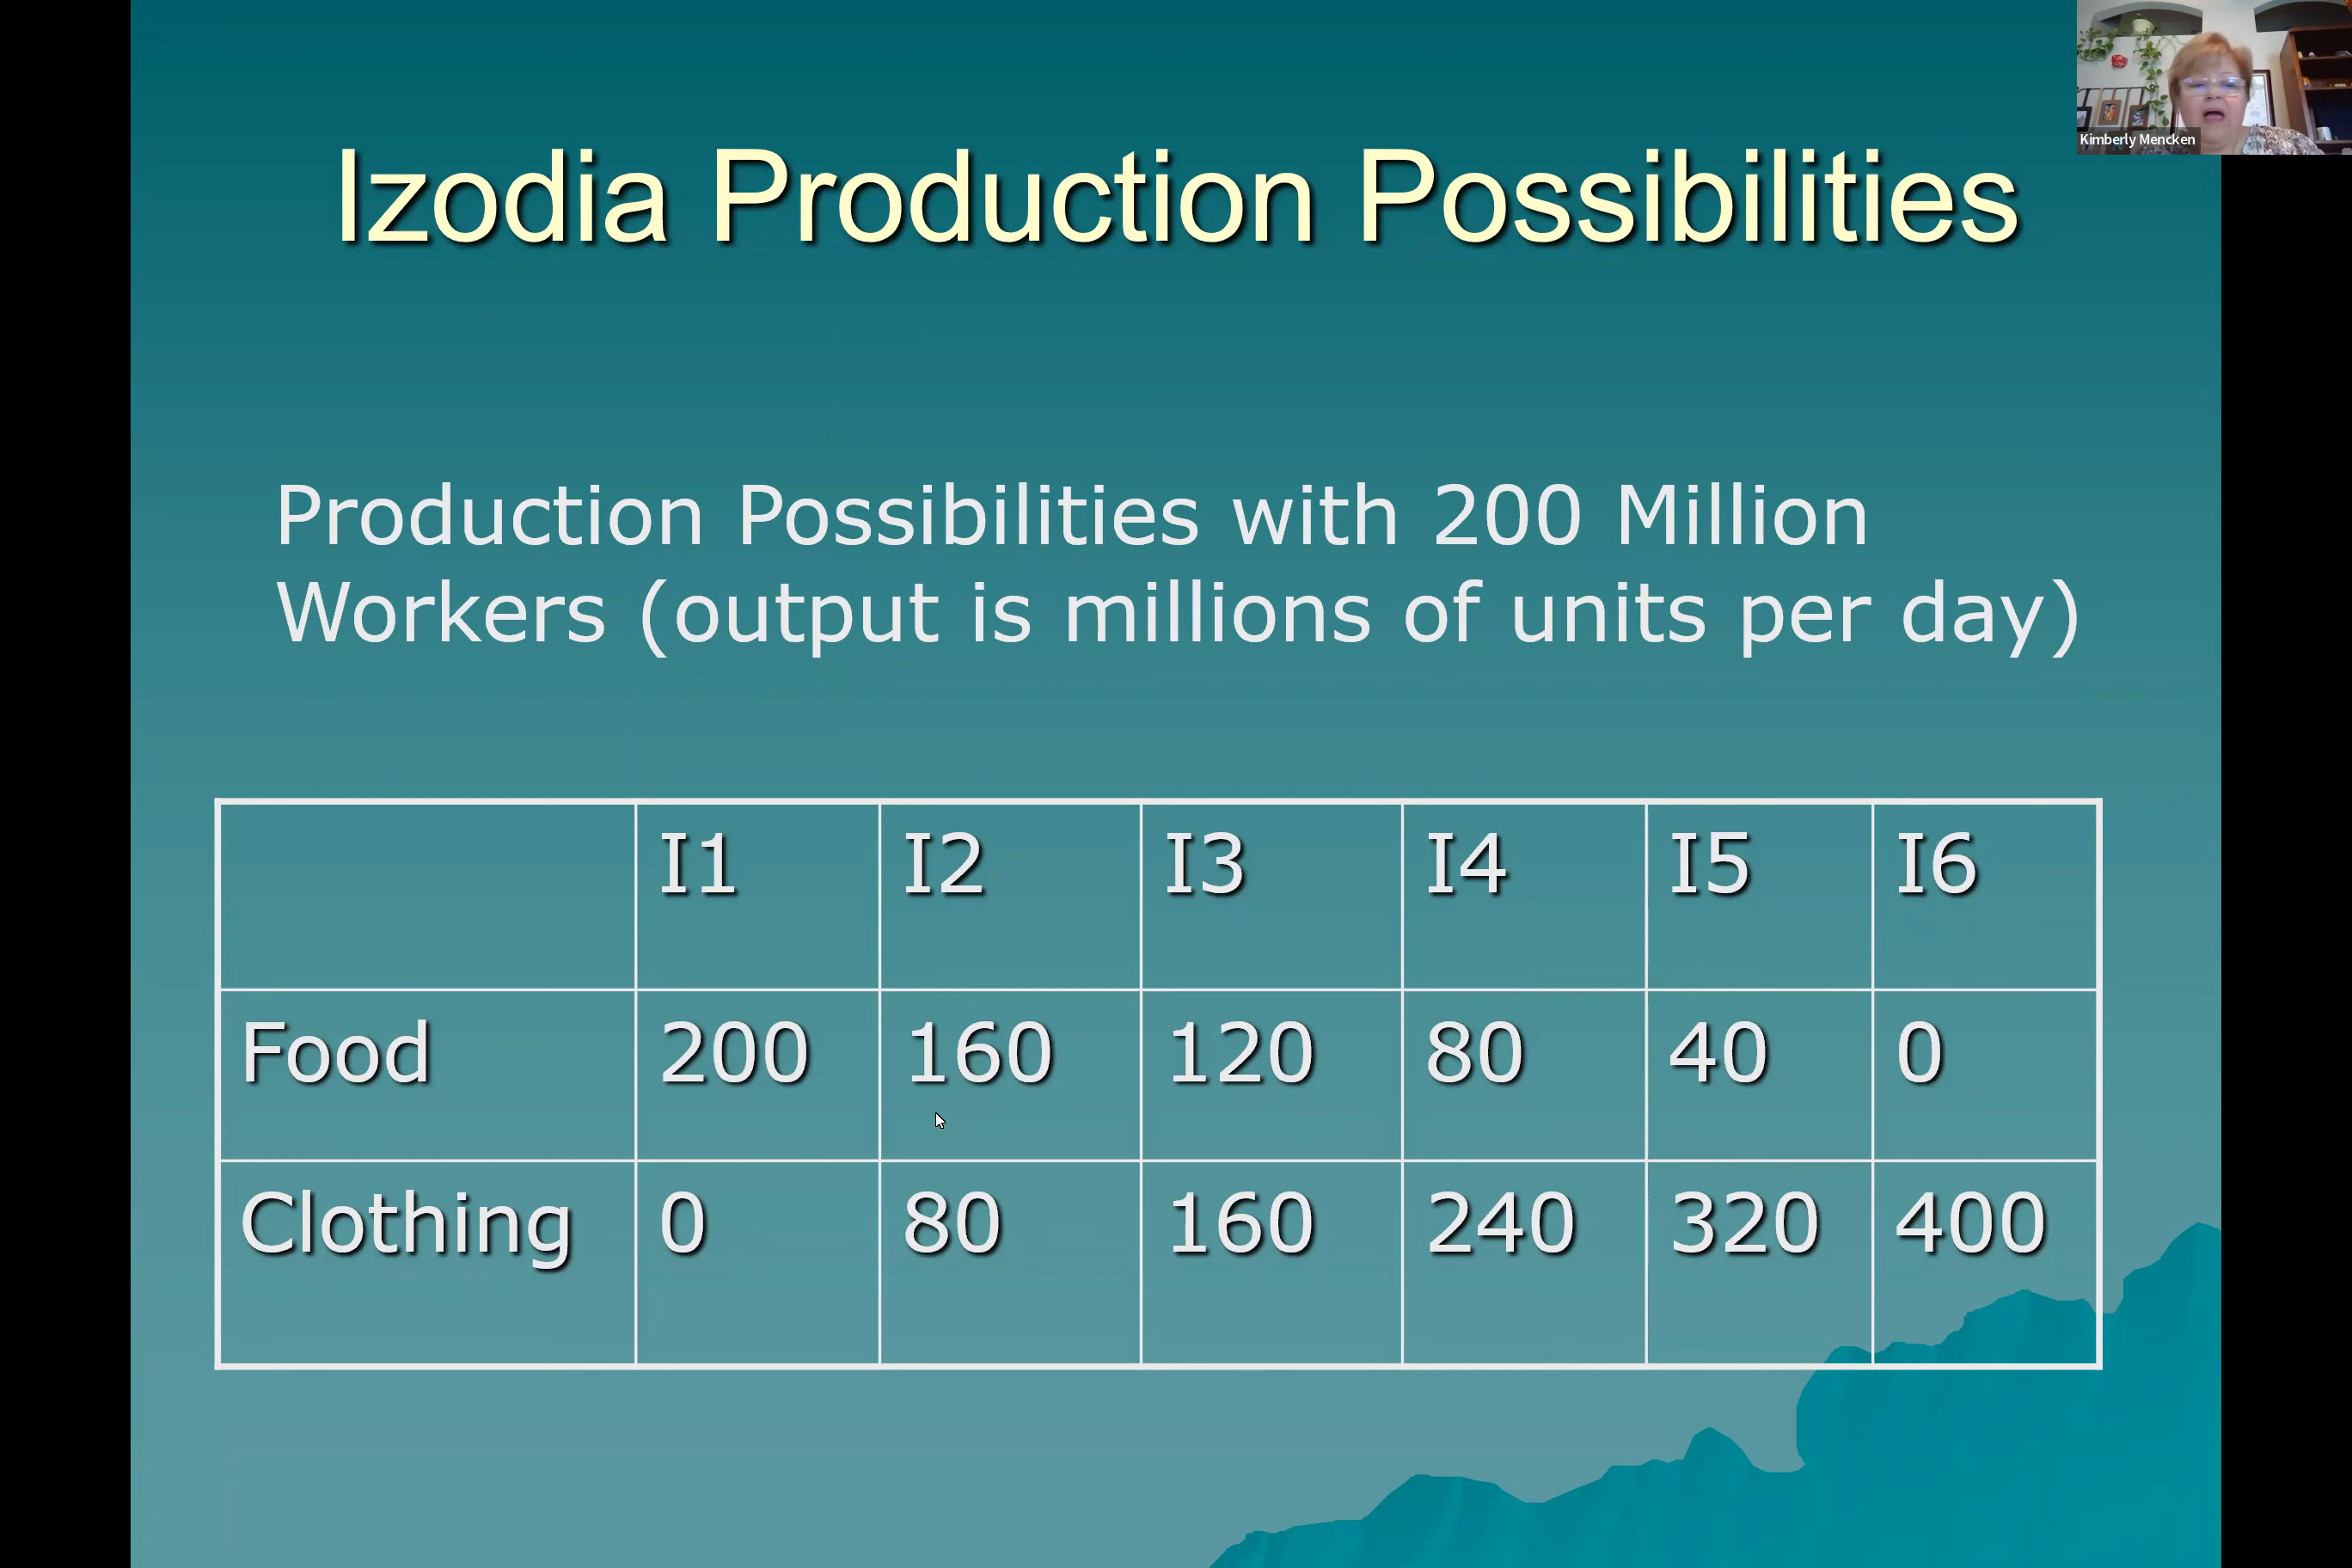 Kimberly Mencken
Izodia Production Possibilities
Production Possibilities with 200 Million
Workers (output is millions of units per day)
I1 I2 I3 I4 I5 I6
Food 200 160 120 80 40 0
Clothing 0 80 160 240 320 400